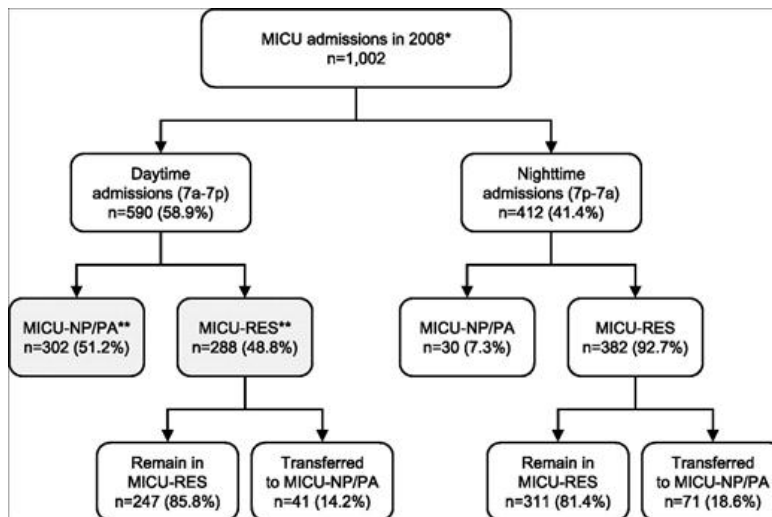 MICU admissions in 2008*
n=1,002
Daytime
admissions (7a-7p)
n=590 (58.9%)
Nighttime
admissions (7p-7a)
n=412 (41.4%)
MICU-NP/PA**
n=302 (51.2%)
MICU-RES**
n=288 (48.8%)
MICU-NP/PA
n=30 (7.3%)
MICU-RES
n=382 (92.7%)
Remain in
MICU-RES
n=247 (85.8%)
Transferred
to MICU-NP/PA
n=41 (14.2%)
Remain in
MICU-RES
n=311 (81.4%)
Transferred
to MICU-NP/PA
n=71 (18.6%)